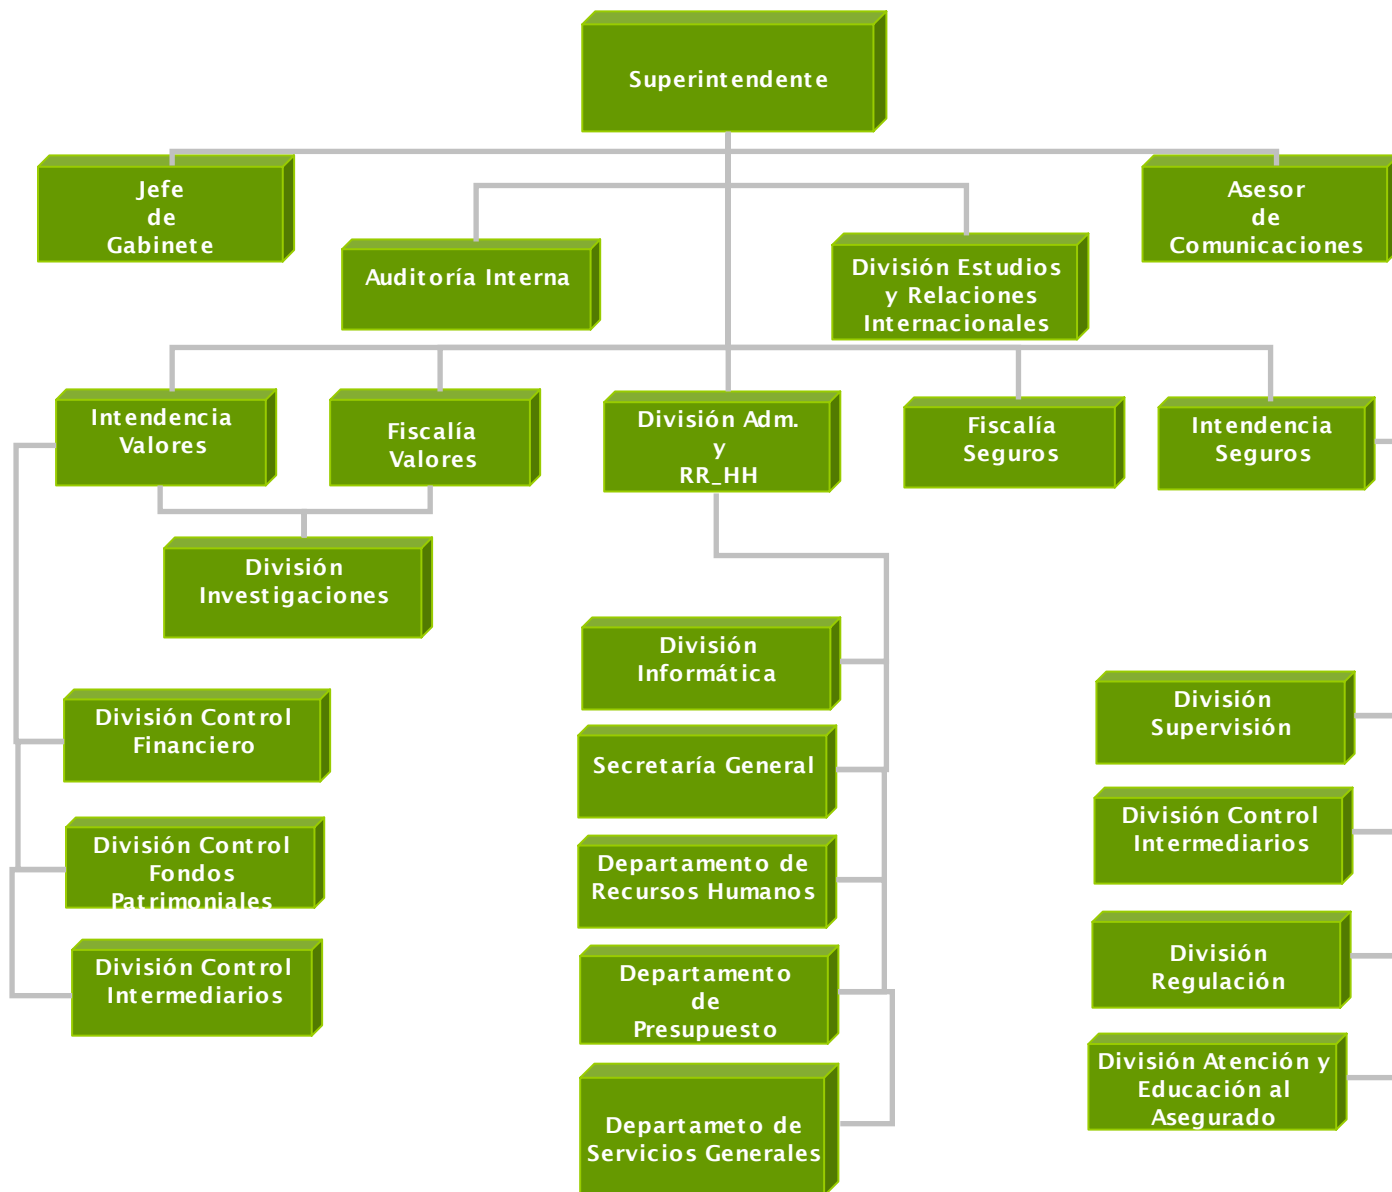 Superintendente
Jefe
de
Gabinete
Asesor
de
Comunicaciones
Auditoría Interna
División Estudios
y Relaciones
Internacionales
Intendencia
Valores
Fiscalía
Valores
División Adm.
y
RR_HH
Fiscalía
Seguros
Intendencia
Seguros
División
Investigaciones
División Control
Financiero
División Control
Fondos
Patrimoniales
División Control
Intermediarios
División
Informática
Secretaría General
Departamento de
Recursos Humanos
Departamento
de
Presupuesto
Departameto de
Servicios Generales
División
Supervisión
División Control
Intermediarios
División
Regulación
División Atención y
Educación al
Asegurado